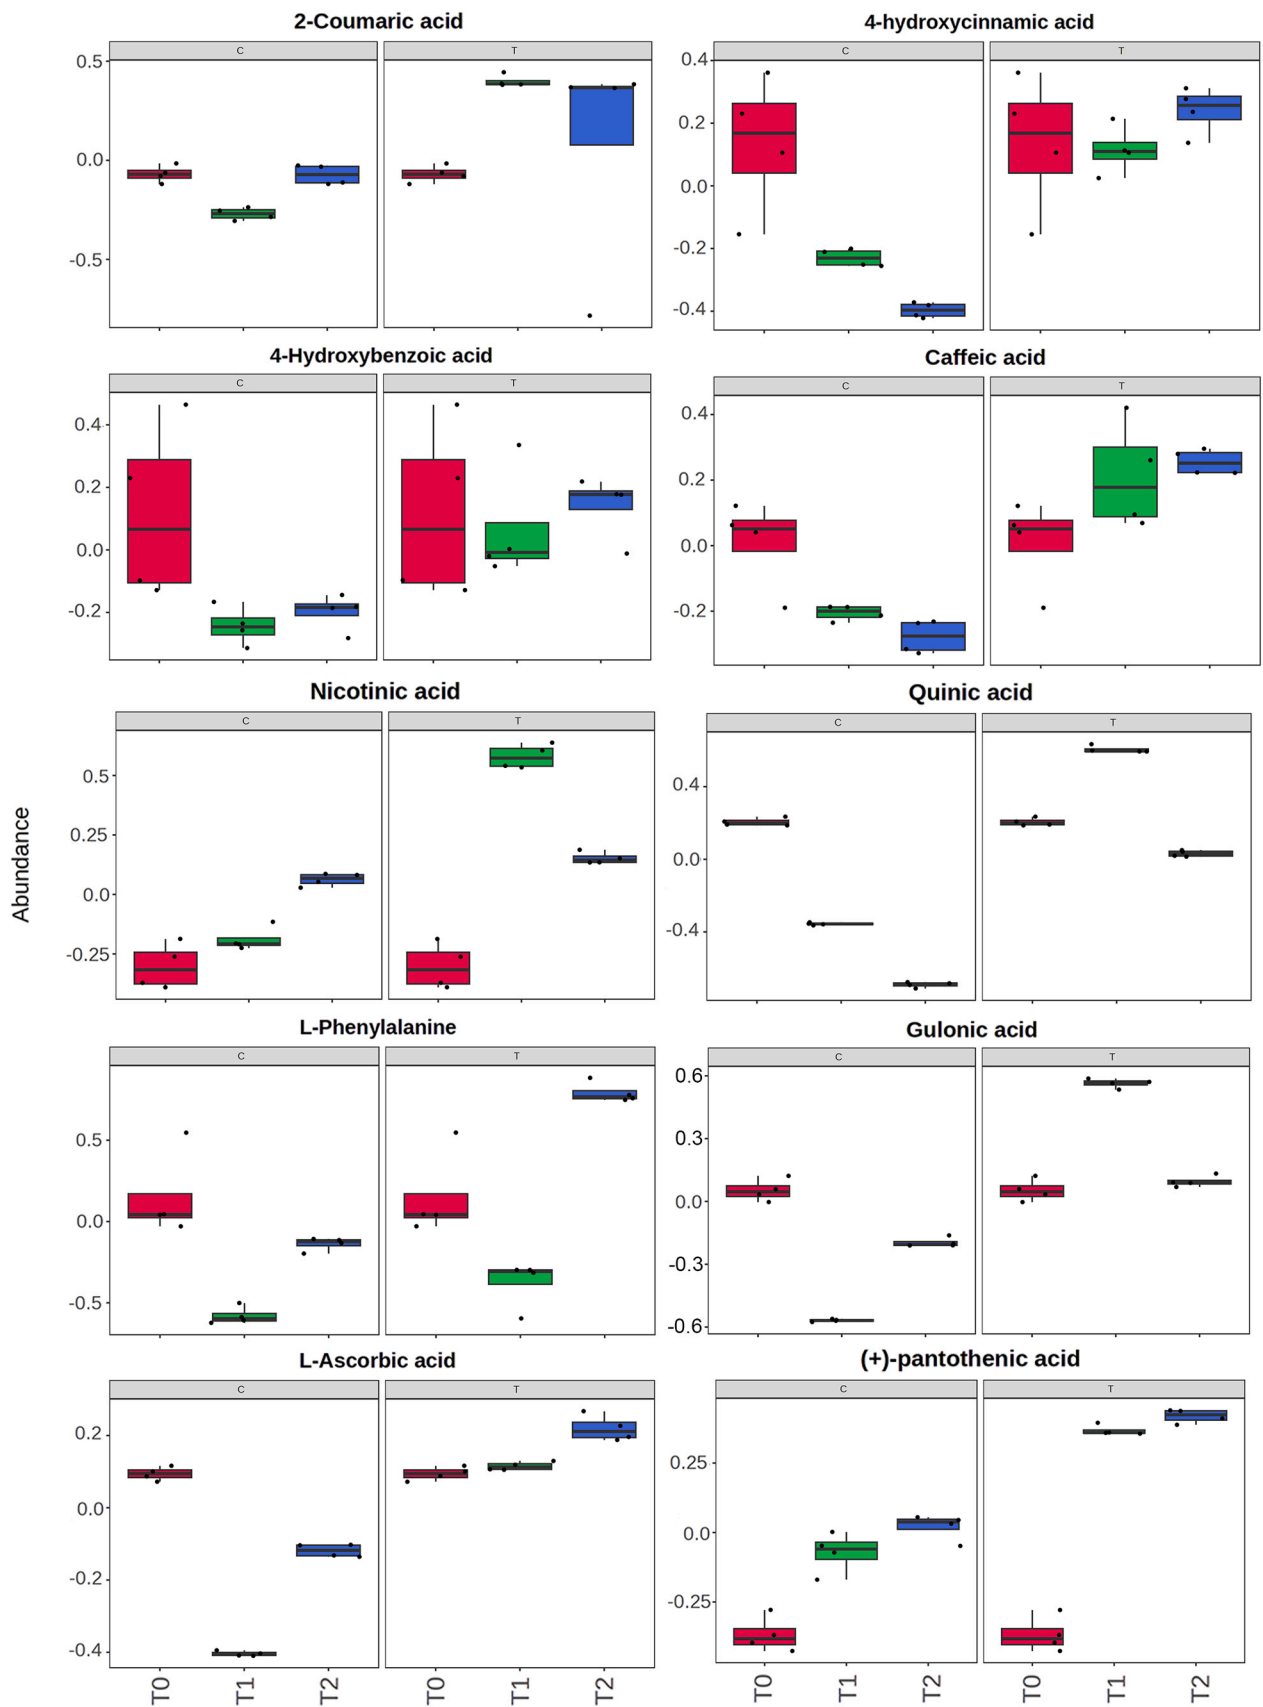 2-Coumaric acid
4-hydroxycinnamic acid
C
T
C
T
0.5
0.0
-0.5
0.4
0.2
0.0
-0.2
-0.4
4-Hydroxybenzoic acid
Caffeic acid
C
T
C
T
0.4
0.2
0.0
-0.2
0.4
0.2
0.0
-0.2
Nicotinic acid
Quinic acid
C
T
C
T
0.5
0.25
0.0
-0.25
0.4
0.0
-0.4
Abundance
L-Phenylalanine
Gulonic acid
C
T
C
T
0.5
0.0
-0.5
0.6
0.3
0.0
-0.3
-0.6
L-Ascorbic acid
(+)-pantothenic acid
C
T
C
T
0.2
0.0
-0.2
-0.4
0.25
0.0
-0.25
T0
T1
T2
T0
T1
T2
T0
T1
T2
T0
T1
T2